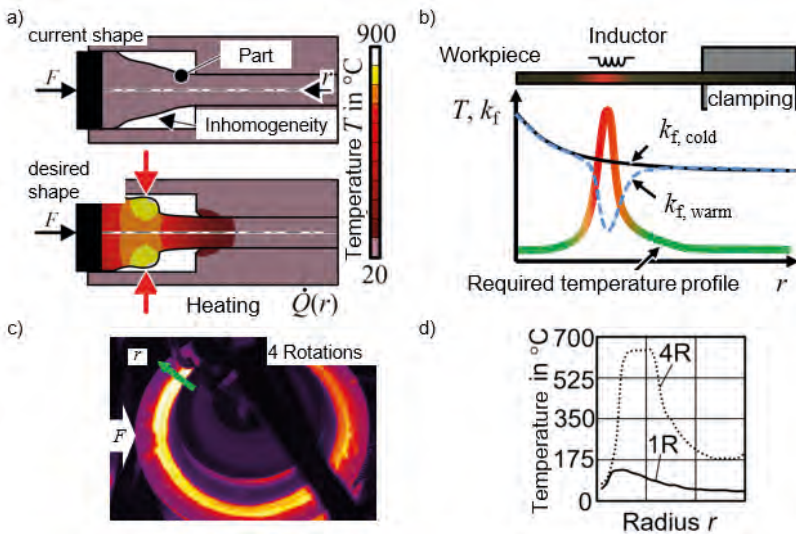 a)
current shape
Part
F
r
Inhomogeneity
desired
shape
F
Heating
Q̇(r)
900
Temperature T in °C
20
b)
Inductor
Workpiece
clamping
T, kf
kf, cold
kf, warm
Required temperature profile
r
c)
r
4 Rotations
F
d)
Temperature in °C
700
525
350
175
0
4R
1R
Radius r